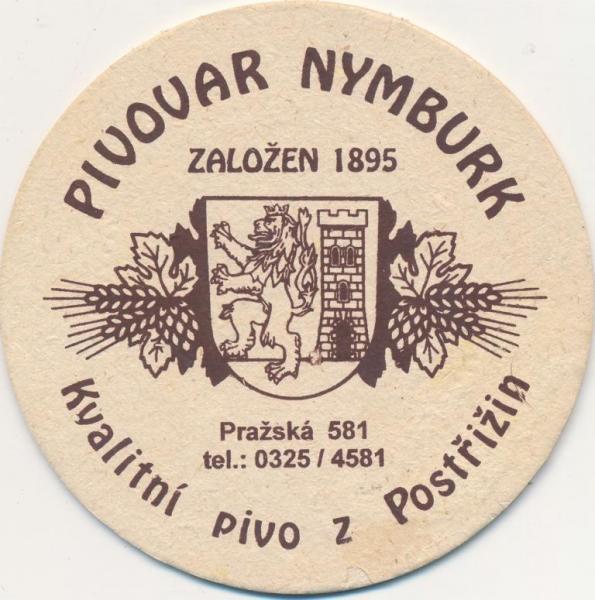 PIVOVAR NYMBURK
ZALOŽEN 1895
Pražská 581
tel.: 0325 / 4581
Kvalitní pivo z Postřižin